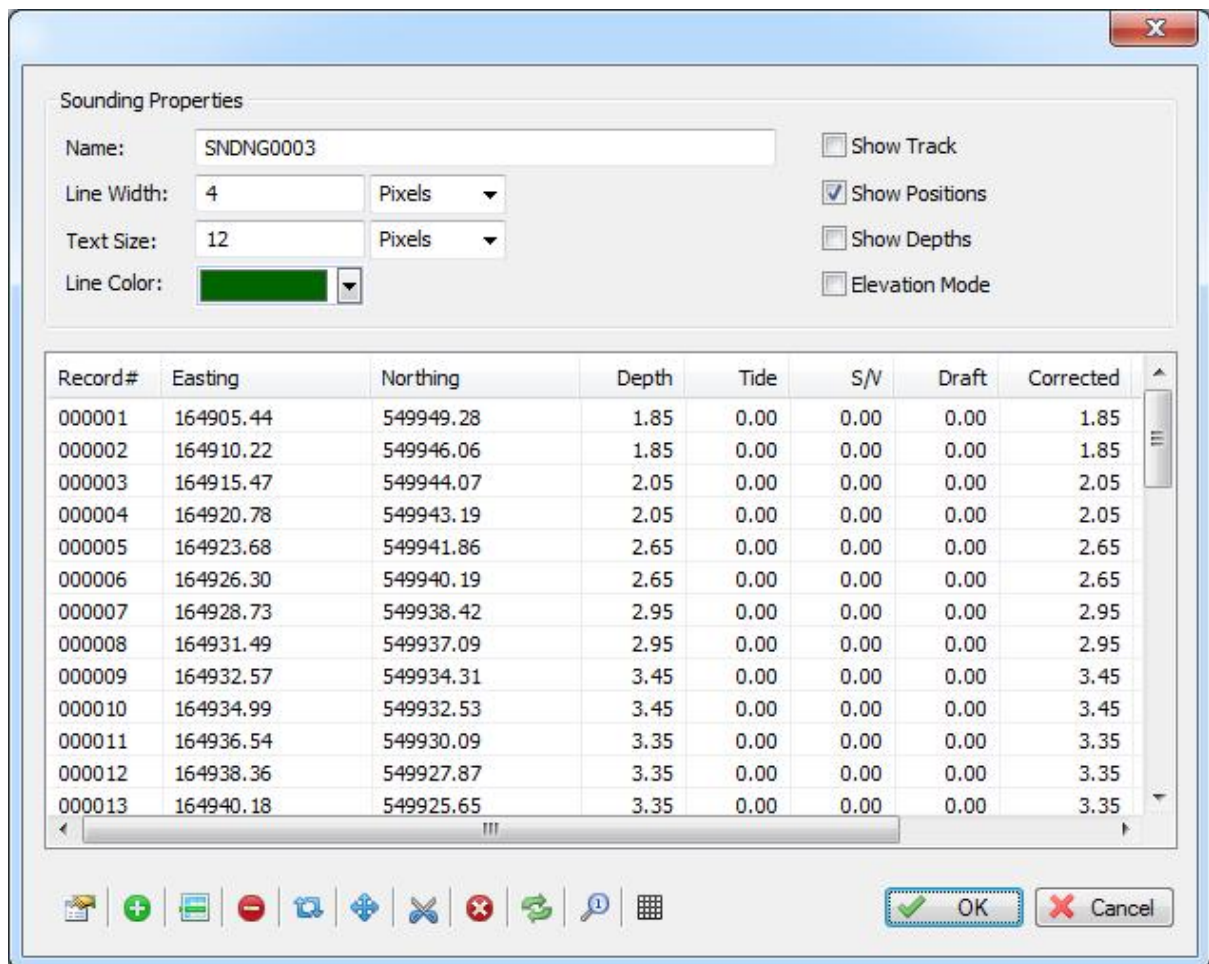 Sounding Properties
Name: SNDNG0003 Show Track
Line Width: 4 Pixels Show Positions
Text Size: 12 Pixels Show Depths
Line Color: Elevation Mode
Record# Easting Northing Depth Tide S/V Draft Corrected
000001 164905.44 549949.28 1.85 0.00 0.00 0.00 1.85
000002 164910.22 549946.06 1.85 0.00 0.00 0.00 1.85
000003 164915.47 549944.07 2.05 0.00 0.00 0.00 2.05
000004 164920.78 549943.19 2.05 0.00 0.00 0.00 2.05
000005 164923.68 549941.86 2.65 0.00 0.00 0.00 2.65
000006 164926.30 549940.19 2.65 0.00 0.00 0.00 2.65
000007 164928.73 549938.42 2.95 0.00 0.00 0.00 2.95
000008 164931.49 549937.09 2.95 0.00 0.00 0.00 2.95
000009 164932.57 549934.31 3.45 0.00 0.00 0.00 3.45
000010 164934.99 549932.53 3.45 0.00 0.00 0.00 3.45
000011 164936.54 549930.09 3.35 0.00 0.00 0.00 3.35
000012 164938.36 549927.87 3.35 0.00 0.00 0.00 3.35
000013 164940.18 549925.65 3.35 0.00 0.00 0.00 3.35
1 OK Cancel